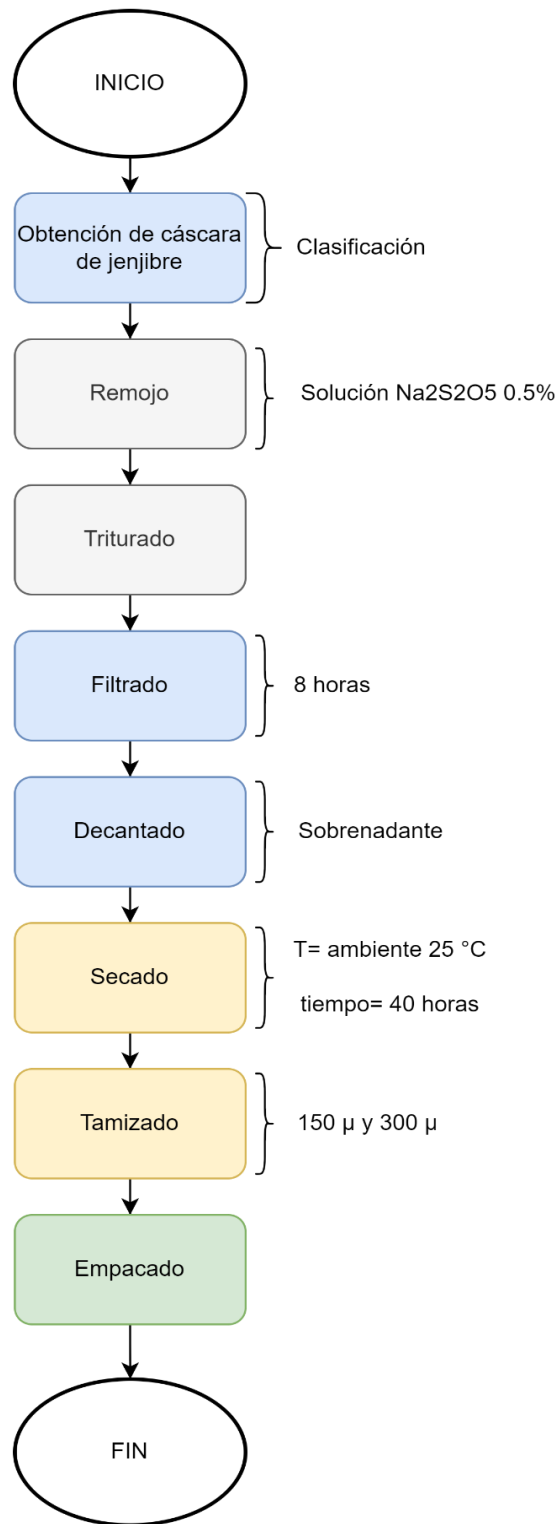 INICIO
Obtención de cáscara
de jenjibre
Clasificación
Remojo
Solución Na2S2O5 0.5%
Triturado
Filtrado
8 horas
Decantado
Sobrenadante
Secado
T= ambiente 25 °C
tiempo= 40 horas
Tamizado
150 µ y 300 µ
Empacado
FIN